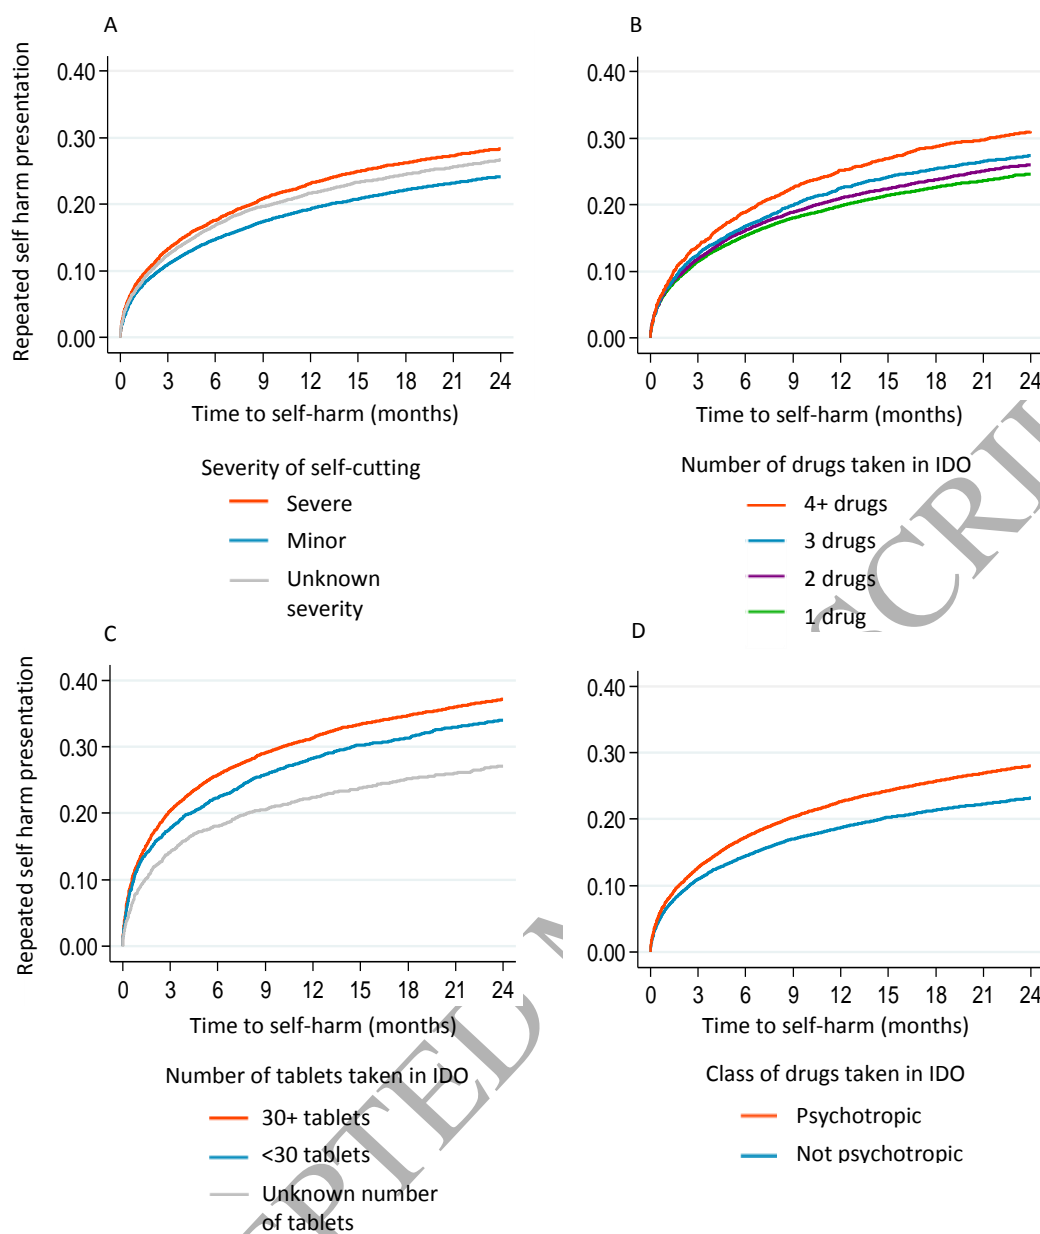 A
Repeated self harm presentation
0.40
0.30
0.20
0.10
0.00
0 3 6 9 12 15 18 21 24
Time to self-harm (months)
Severity of self-cutting
Severe
Minor
Unknown
severity
B
0.40
0.30
0.20
0.10
0.00
0 3 6 9 12 15 18 21 24
Time to self-harm (months)
Number of drugs taken in IDO
4+ drugs
3 drugs
2 drugs
1 drug
C
Repeated self harm presentation
0.40
0.30
0.20
0.10
0.00
0 3 6 9 12 15 18 21 24
Time to self-harm (months)
Number of tablets taken in IDO
30+ tablets
<30 tablets
Unknown number
of tablets
D
0.40
0.30
0.20
0.10
0.00
0 3 6 9 12 15 18 21 24
Time to self-harm (months)
Class of drugs taken in IDO
Psychotropic
Not psychotropic